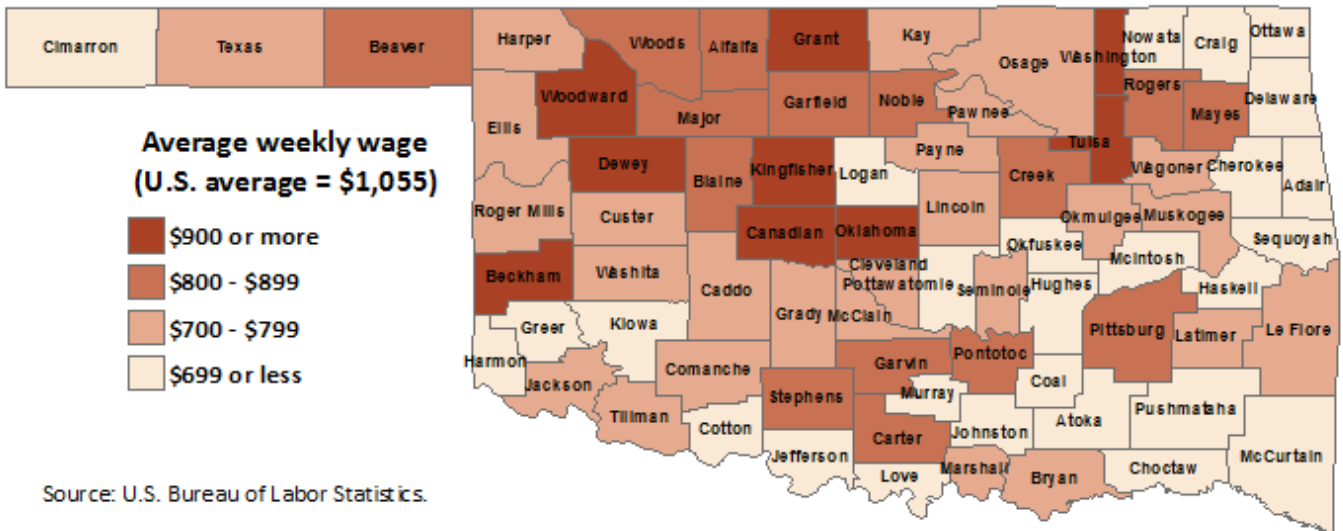 Cimarron
Texas
Beaver
Harper
Woods
Alfalfa
Grant
Kay
Osage
Washington
Nowata
Craig
Ottawa
Woodward
Major
Garfield
Noble
Pawnee
Rogers
Mayes
Delaware
Ellis
Average weekly wage
(U.S. average = $1,055)
$900 or more
$800 - $899
$700 - $799
$699 or less
Dewey
Blaine
Kingfisher
Logan
Payne
Creek
Tulsa
Wagoner
Cherokee
Adair
Roger Mills
Custer
Canadian
Oklahoma
Lincoln
Okmulgee
Muskogee
Sequoyah
Beckham
Washita
Caddo
Grady
Cleveland
Pottawatomie
McClain
Seminole
Okfuskee
Hughes
McIntosh
Haskell
Pittsburg
Latimer
Le Flore
Harmon
Greer
Kiowa
Jackson
Tillman
Comanche
Cotton
Stephens
Jefferson
Garvin
Murray
Carter
Love
Pontotoc
Johnston
Marshall
Coal
Atoka
Bryan
Pushmataha
Choctaw
McCurtain
Source: U.S. Bureau of Labor Statistics.